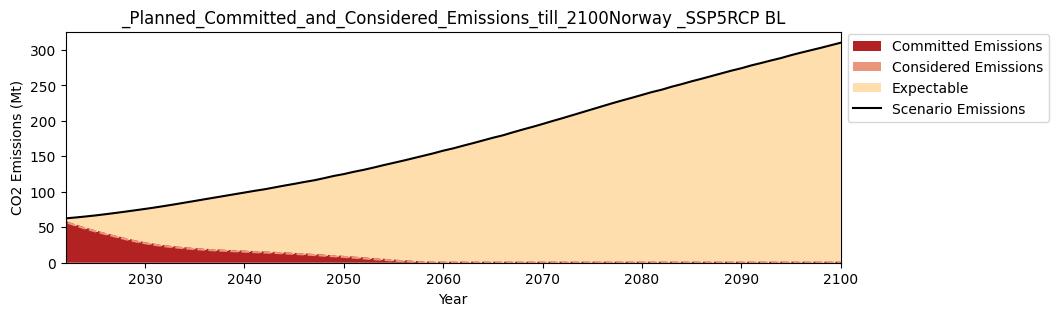 _Planned_Committed_and_Considered_Emissions_till_2100Norway _SSP5RCP BL
CO2 Emissions (Mt)
300
250
200
150
100
50
0
2030 2040 2050 2060 2070 2080 2090 2100
Year
Committed Emissions
Considered Emissions
Expectable
Scenario Emissions